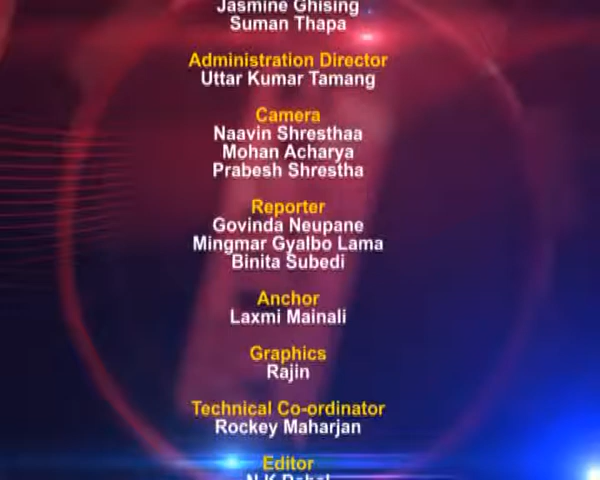 Jasmine Ghising
Suman Thapa
Administration Director
Uttar Kumar Tamang
Camera
Naavin Shresthaa
Mohan Acharya
Prabesh Shrestha
Reporter
Govinda Neupane
Mingmar Gyalbo Lama
Binita Subedi
Anchor
Laxmi Mainali
Graphics
Rajin
Technical Co-ordinator
Rockey Maharjan
Editor